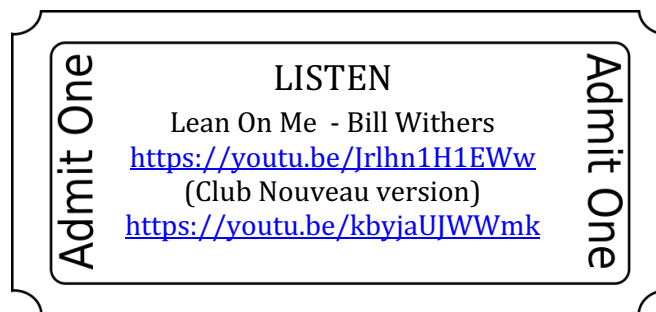 Admit One
LISTEN
Lean On Me - Bill Withers
https://youtu.be/Jrlhn1H1EWw
(Club Nouveau version)
https://youtu.be/kbyjaUJWWmk
Admit One